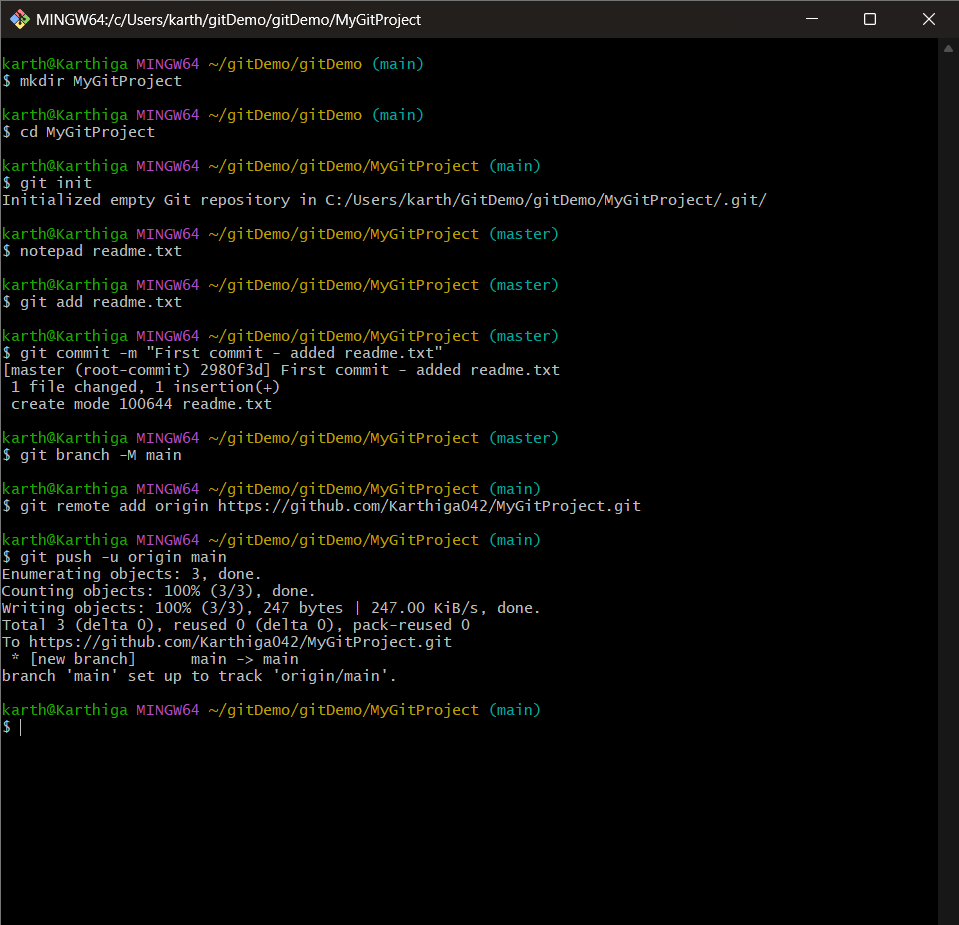 MINGW64:/c/Users/karth/gitDemo/gitDemo/MyGitProject
karth@Karthiga MINGW64 ~/gitDemo/gitDemo (main)
$ mkdir MyGitProject
karth@Karthiga MINGW64 ~/gitDemo/gitDemo (main)
$ cd MyGitProject
karth@Karthiga MINGW64 ~/gitDemo/gitDemo/MyGitProject (main)
$ git init
Initialized empty Git repository in C:/Users/karth/GitDemo/gitDemo/MyGitProject/.git/
karth@Karthiga MINGW64 ~/gitDemo/gitDemo/MyGitProject (master)
$ notepad readme.txt
karth@Karthiga MINGW64 ~/gitDemo/gitDemo/MyGitProject (master)
$ git add readme.txt
karth@Karthiga MINGW64 ~/gitDemo/gitDemo/MyGitProject (master)
$ git commit -m "First commit - added readme.txt"
[master (root-commit) 2980f3d] First commit - added readme.txt
 1 file changed, 1 insertion(+)
 create mode 100644 readme.txt
karth@Karthiga MINGW64 ~/gitDemo/gitDemo/MyGitProject (master)
$ git branch -M main
karth@Karthiga MINGW64 ~/gitDemo/gitDemo/MyGitProject (main)
$ git remote add origin https://github.com/Karthiga042/MyGitProject.git
karth@Karthiga MINGW64 ~/gitDemo/gitDemo/MyGitProject (main)
$ git push -u origin main
Enumerating objects: 3, done.
Counting objects: 100% (3/3), done.
Writing objects: 100% (3/3), 247 bytes | 247.00 KiB/s, done.
Total 3 (delta 0), reused 0 (delta 0), pack-reused 0
To https://github.com/Karthiga042/MyGitProject.git
 * [new branch]      main -> main
branch 'main' set up to track 'origin/main'.
karth@Karthiga MINGW64 ~/gitDemo/gitDemo/MyGitProject (main)
$